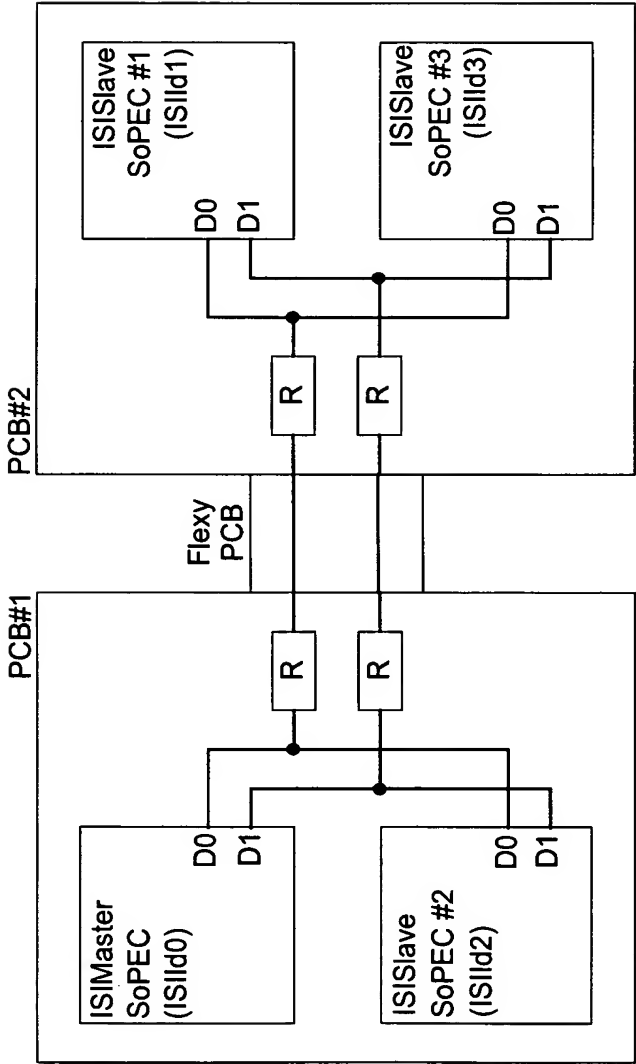 PCB#1
ISIMaster
SoPEC
(ISIId0)
D0
D1
ISISlave
SoPEC #2
(ISIId2)
D0
D1
R
R
Flexy
PCB
PCB#2
R
R
ISISlave
SoPEC #1
(ISIId1)
D0
D1
ISISlave
SoPEC #3
(ISIId3)
D0
D1